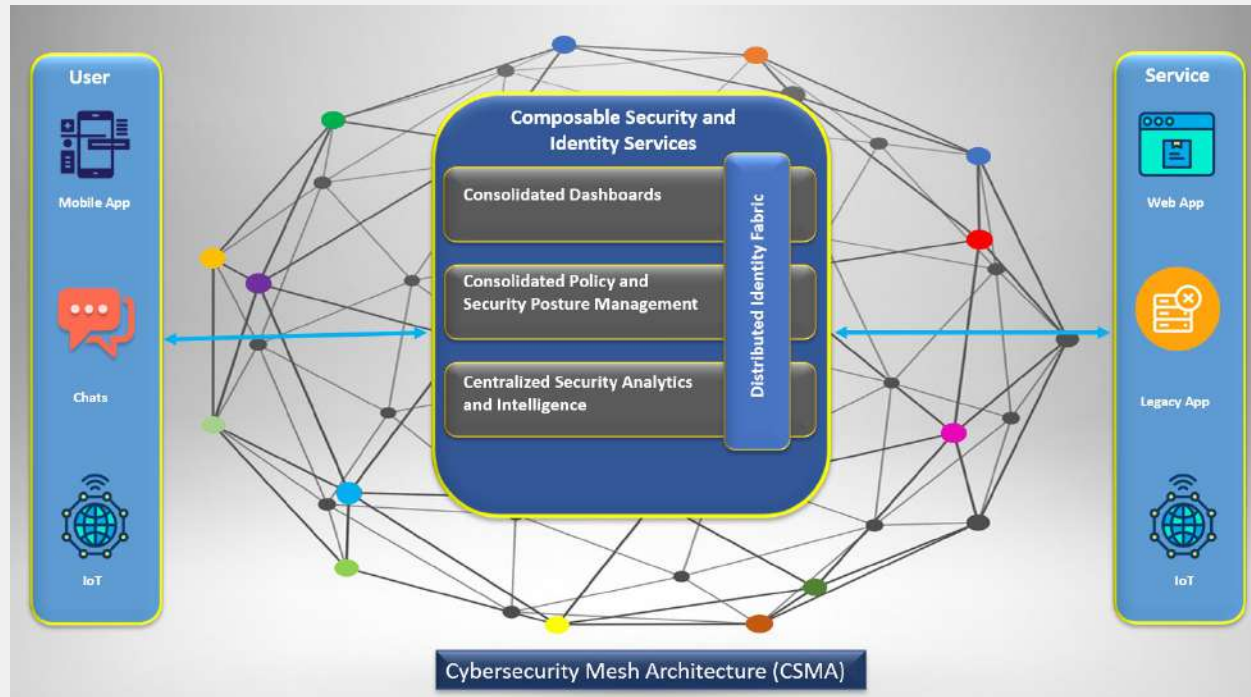 User
Mobile App
Chats
IoT
Composable Security and
Identity Services
Consolidated Dashboards
Consolidated Policy and
Security Posture Management
Centralized Security Analytics
and Intelligence
Distributed Identity Fabric
Service
Web App
Legacy App
IoT
Cybersecurity Mesh Architecture (CSMA)